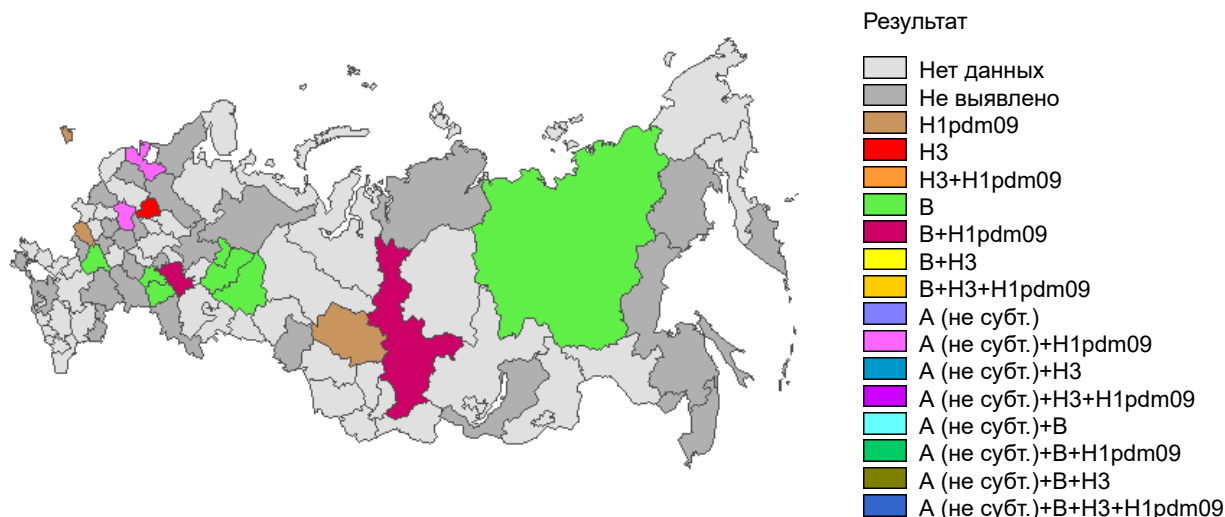 Результат
Нет данных
Не выявлено
H1pdm09
H3
H3+H1pdm09
B
B+H1pdm09
B+H3
B+H3+H1pdm09
А (не субт.)
А (не субт.)+H1pdm09
А (не субт.)+H3
А (не субт.)+H3+H1pdm09
А (не субт.)+B
А (не субт.)+B+H1pdm09
А (не субт.)+B+H3
А (не субт.)+B+H3+H1pdm09